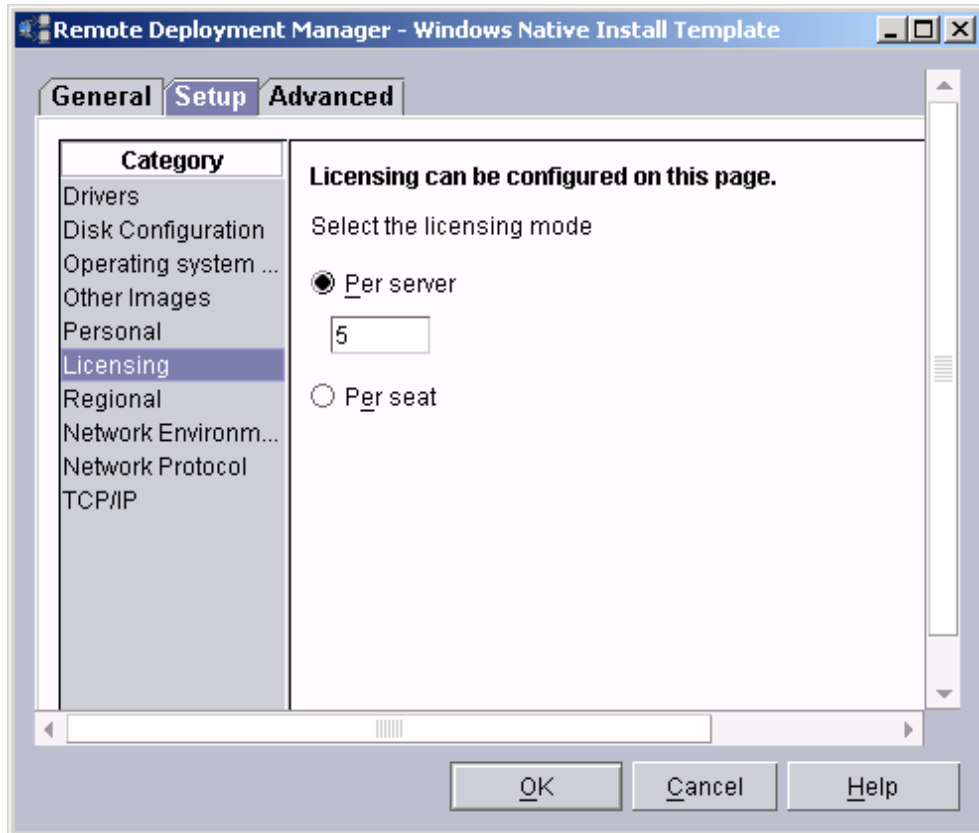 Remote Deployment Manager - Windows Native Install Template
General Setup Advanced
Category
Drivers
Disk Configuration
Operating system ...
Other Images
Personal
Licensing
Regional
Network Environm...
Network Protocol
TCP/IP
Licensing can be configured on this page.
Select the licensing mode
Per server
5
Per seat
OK Cancel Help